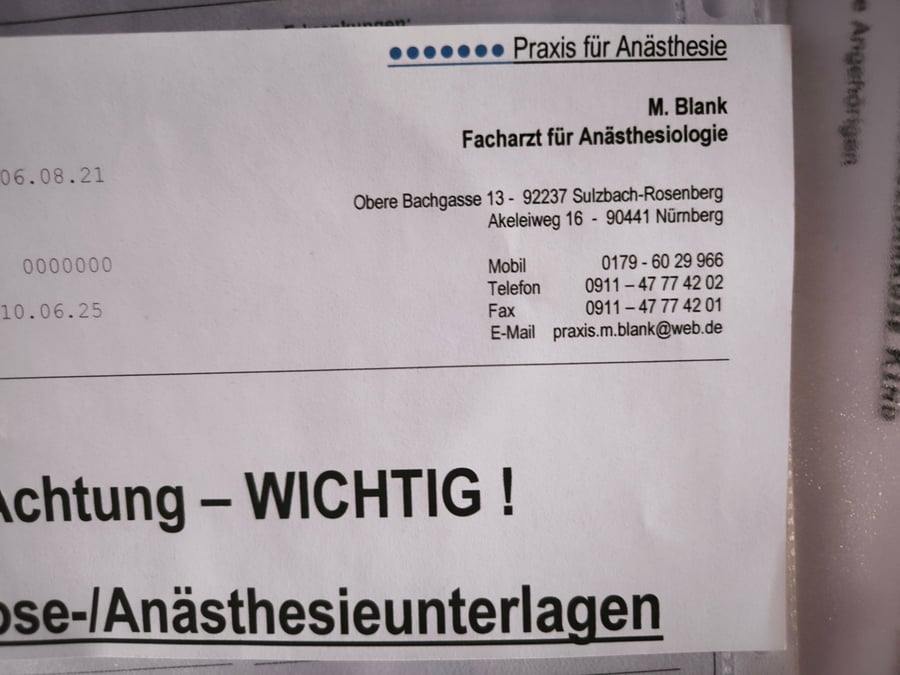 Praxis für Anästhesie
M. Blank
Facharzt für Anästhesiologie
06.08.21
Obere Bachgasse 13 - 92237 Sulzbach-Rosenberg
Akeleiweg 16 - 90441 Nürnberg
0000000
Mobil 0179 - 60 29 966
Telefon 0911 – 47 77 42 02
10.06.25
Fax 0911 – 47 77 42 01
E-Mail praxis.m.blank@web.de
Achtung – WICHTIG !
ose-/Anästhesieunterlagen
e Angehörigen